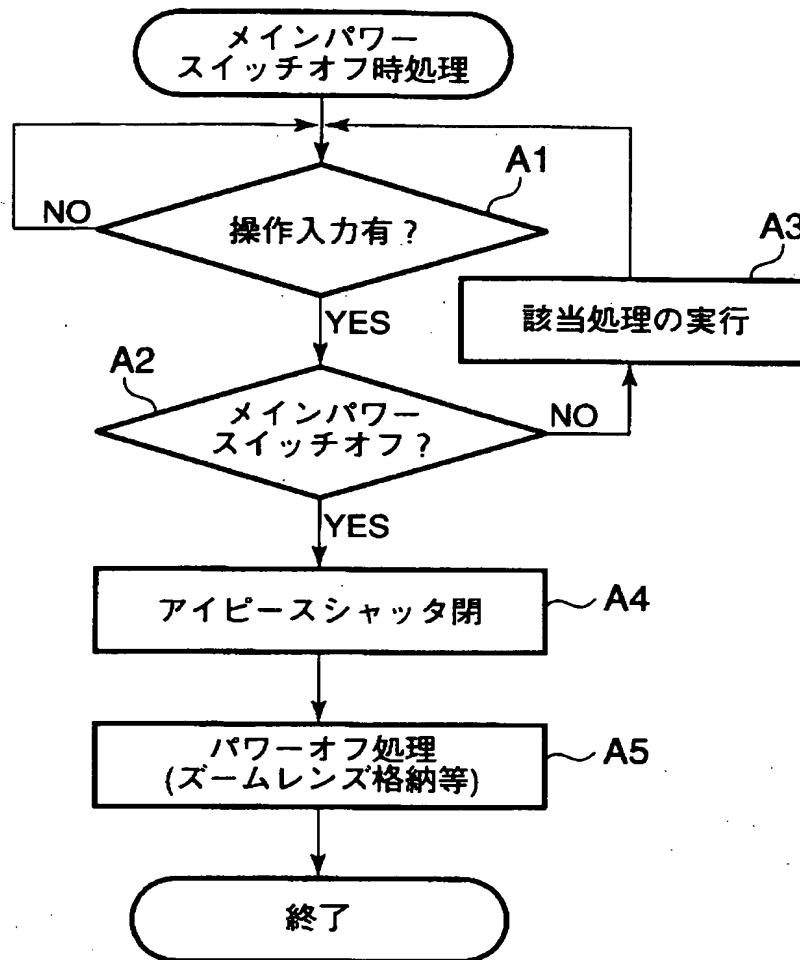 メインパワー
スイッチオフ時処理
A1
NO
操作入力有？
A3
該当処理の実行
YES
A2
メインパワー
スイッチオフ？
NO
YES
アイピースシャッタ閉
A4
パワーオフ処理
(ズームレンズ格納等)
A5
終了